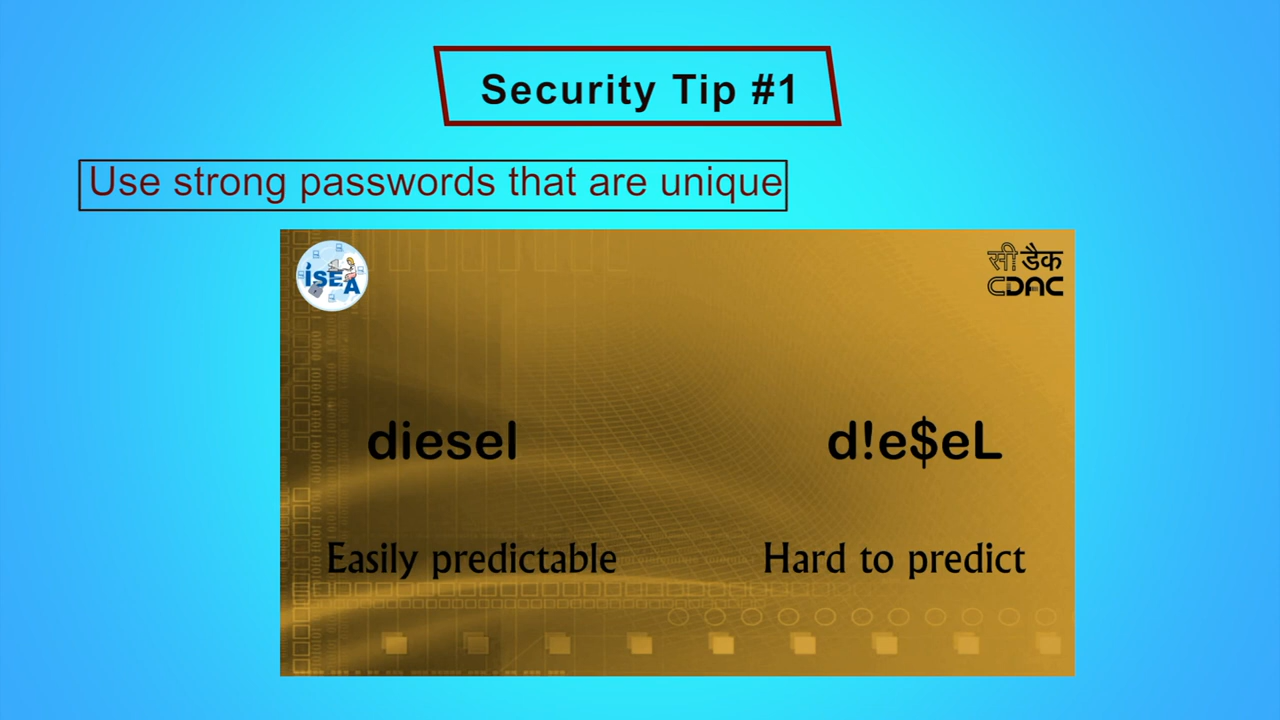 Security Tip #1
Use strong passwords that are unique
iSEA
सी डैक
CDAC
diesel
d!e$eL
Easily predictable
Hard to predict